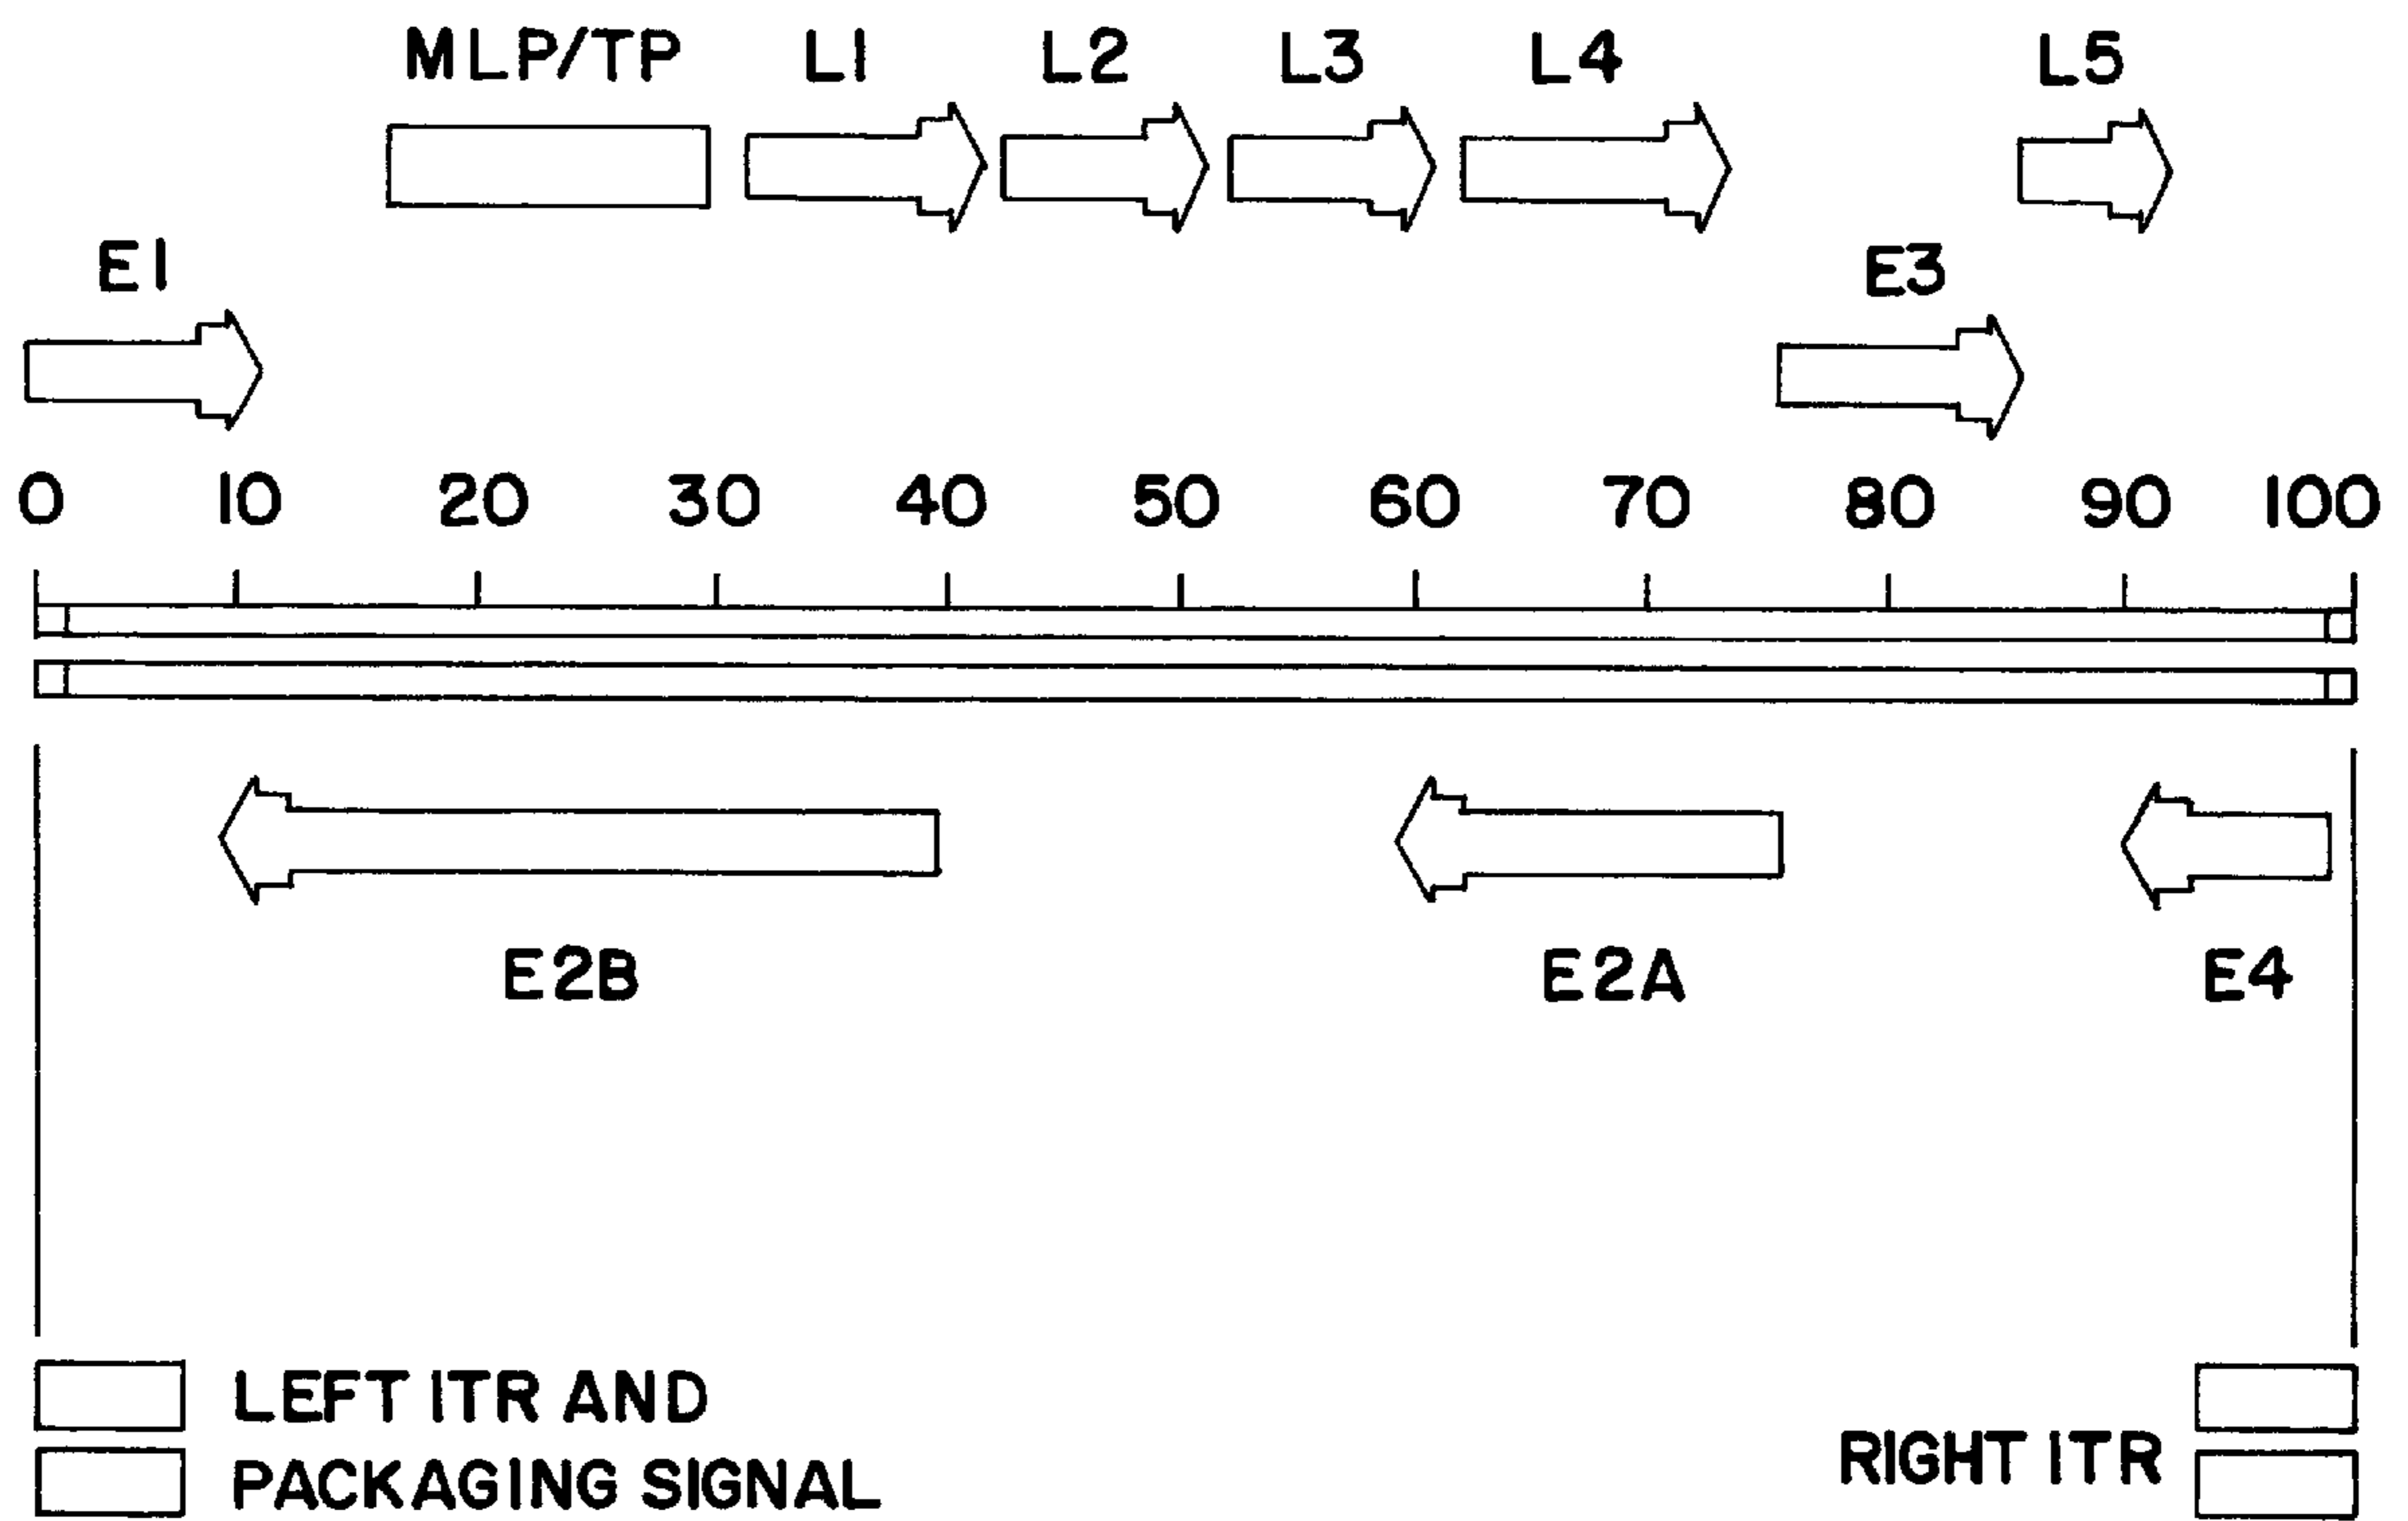 MLP/TP L1 L2 L3 L4 L5
E1 E3
0 10 20 30 40 50 60 70 80 90 100
E2B E2A E4
LEFT ITR AND
PACKAGING SIGNAL
RIGHT ITR